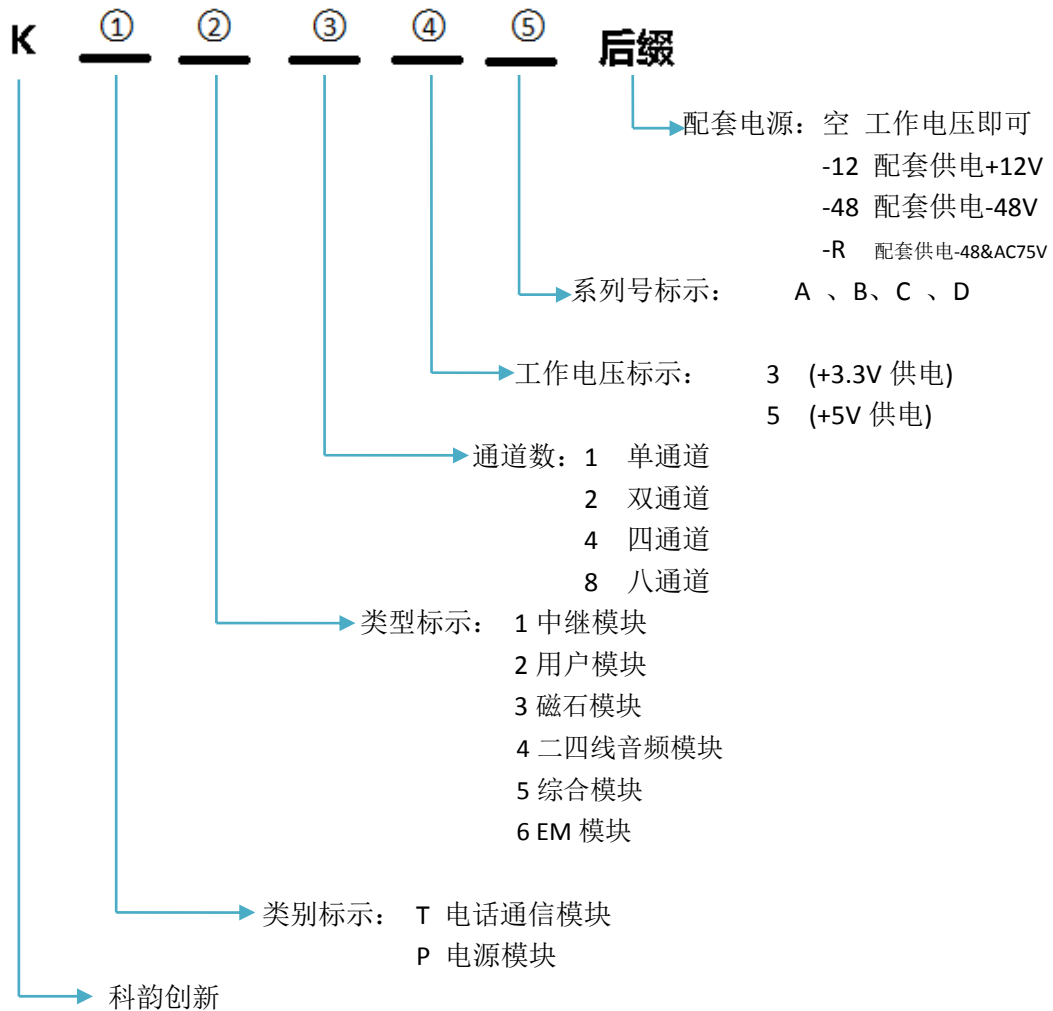 K ① ② ③ ④ ⑤ 后缀
配套电源：空 工作电压即可
-12 配套供电+12V
-48 配套供电-48V
-R 配套供电-48&AC75V
系列号标示： A 、B、C 、D
工作电压标示： 3 (+3.3V 供电)
5 (+5V 供电)
通道数：1 单通道
2 双通道
4 四通道
8 八通道
类型标示： 1 中继模块
2 用户模块
3 磁石模块
4 二四线音频模块
5 综合模块
6 EM 模块
类别标示： T 电话通信模块
P 电源模块
科韵创新